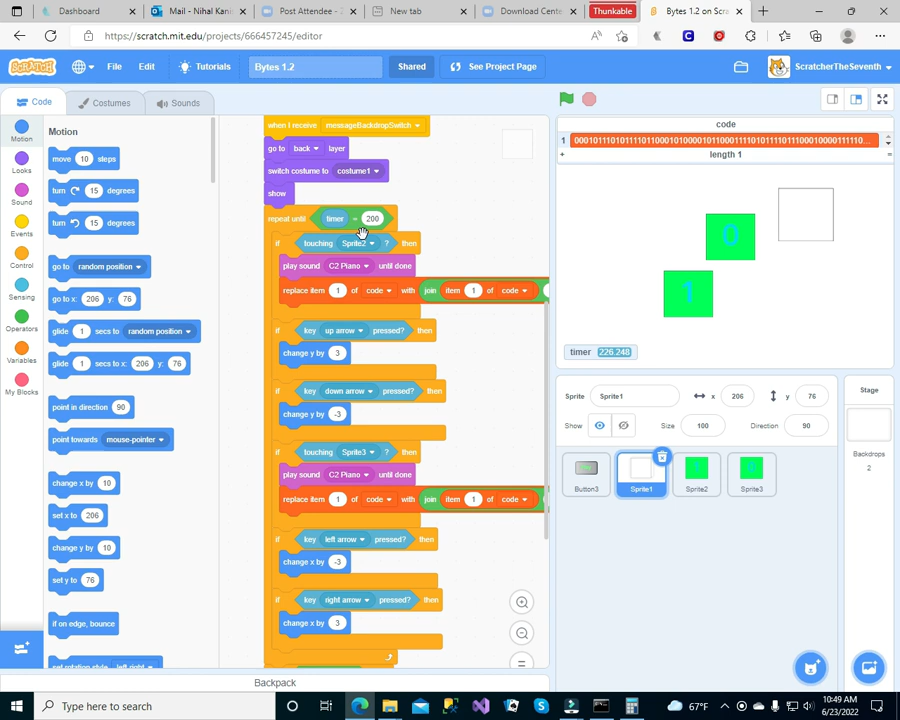 Dashboard
Mail - Nihal Kani
Post Attendee - Z
New tab
Download Cente
Thunkable
Bytes 1.2 on Scra
https://scratch.mit.edu/projects/666457245/editor
SCRATCH
File
Edit
Tutorials
Bytes 1.2
Shared
See Project Page
ScratcherTheSeventh
Code
Costumes
Sounds
Motion
Looks
Sound
Events
Control
Sensing
Operators
Variables
My Blocks
Motion
move 10 steps
turn 15 degrees
turn 15 degrees
go to random position
go to x: 206 y: 76
glide 1 secs to random position
glide 1 secs to x: 206 y: 76
point in direction 90
point towards mouse-pointer
change x by 10
set x to 206
change y by 10
set y to 76
if on edge, bounce
set rotation style left-right
when I receive messageBackdropSwitch
go to back layer
switch costume to costume1
show
repeat until timer = 200
if touching Sprite2 ? then
play sound C2 Piano until done
replace item 1 of code with join item 1 of code
if key up arrow pressed? then
change y by 3
if key down arrow pressed? then
change y by -3
if touching Sprite3 ? then
play sound C2 Piano until done
replace item 1 of code with join item 1 of code
if key left arrow pressed? then
change x by -3
if key right arrow pressed? then
change x by 3
Backpack
code
+ length 1 =
0
1
timer 226.248
Sprite Sprite1 x 206 y 76
Show Size 100 Direction 90
Button3
Sprite1
Sprite2
Sprite3
Stage
Backdrops
2
Type here to search
67°F
10:49 AM
6/23/2022